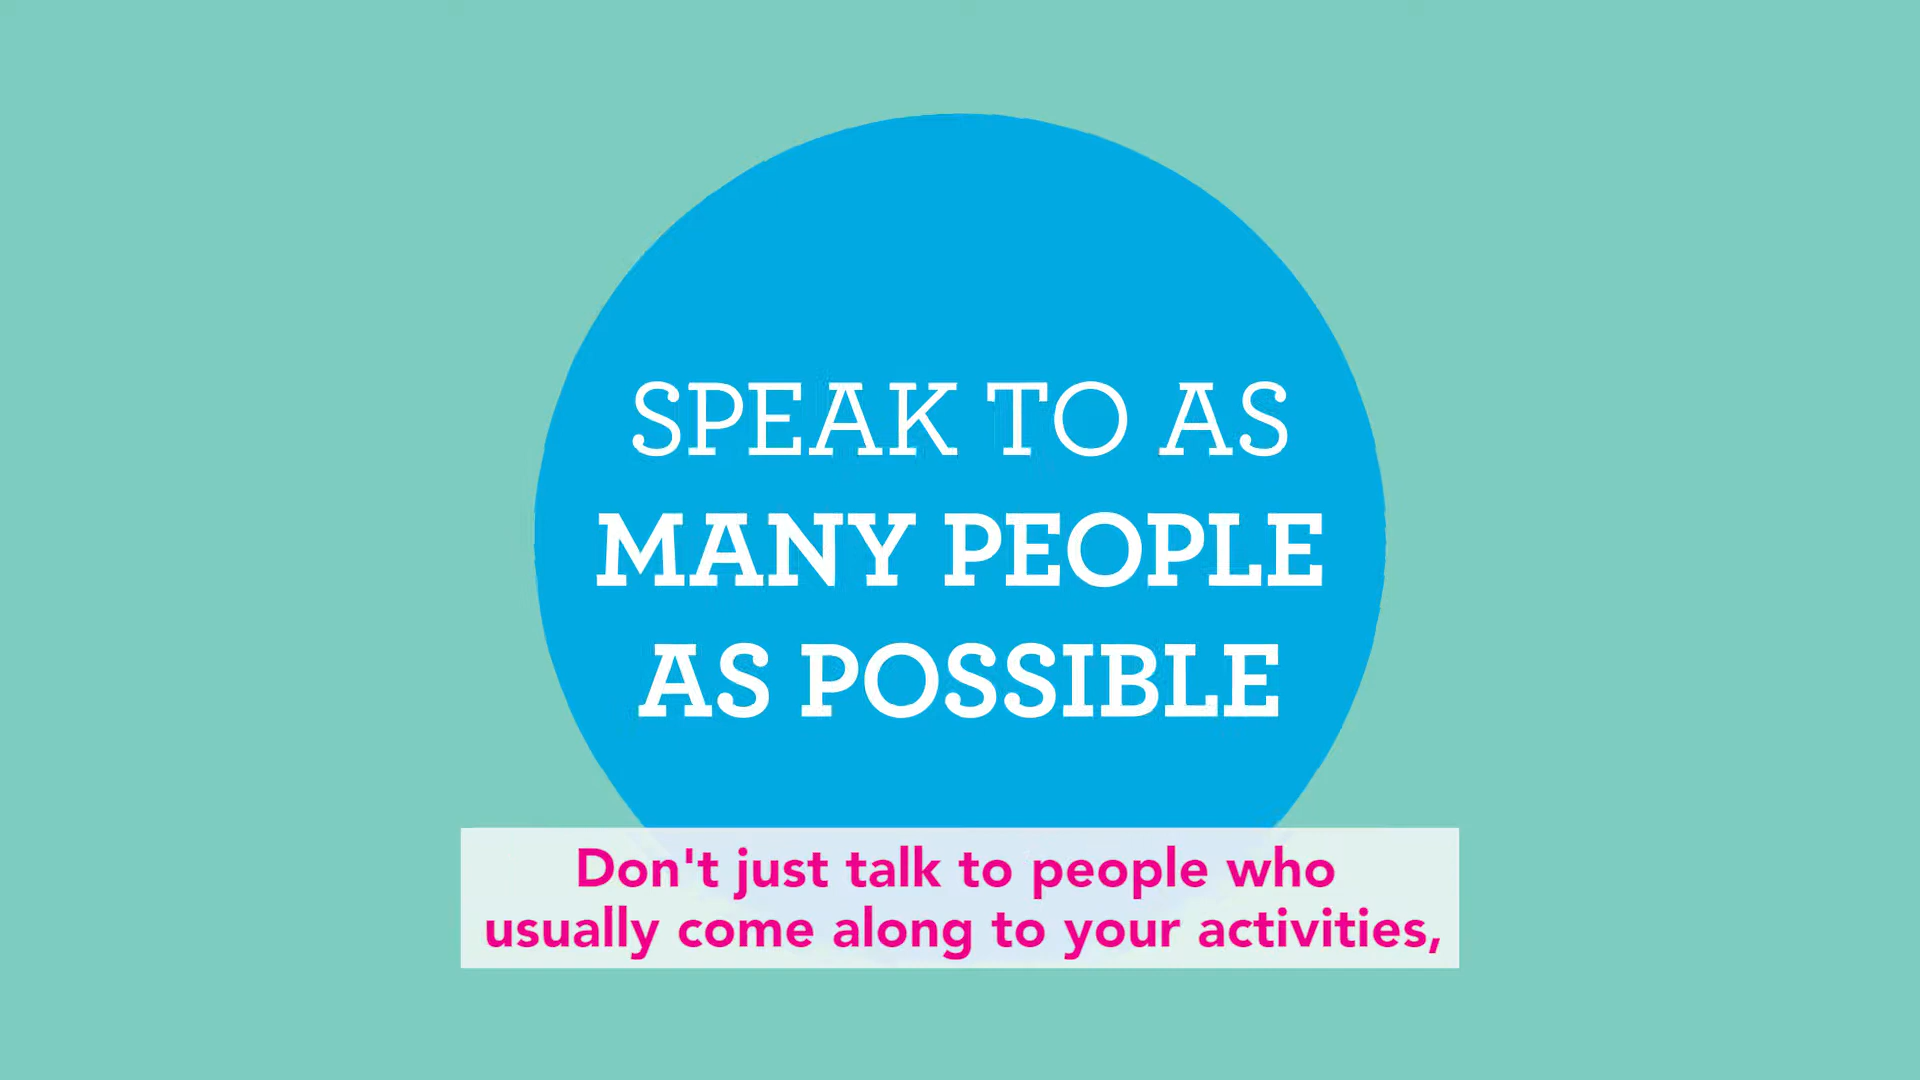 SPEAK TO AS
MANY PEOPLE
AS POSSIBLE
Don't just talk to people who
usually come along to your activities,